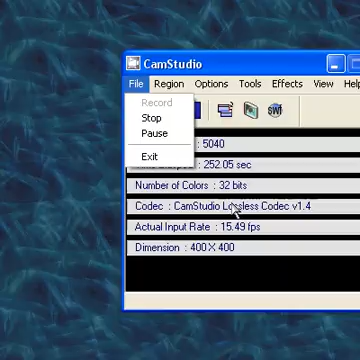 CamStudio
File Region Options Tools Effects View Help
Record
Stop
Pause
Exit
: 5040
: 252.05 sec
Number of Colors : 32 bits
Codec : CamStudio Lossless Codec v1.4
Actual Input Rate : 15.49 fps
Dimension : 400 X 400